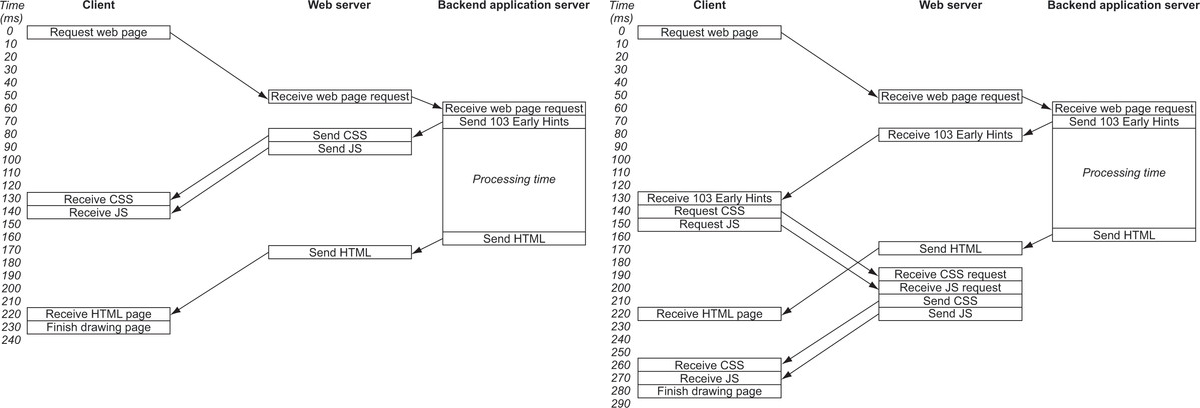 Time
(ms)
Client
Web server
Backend application server
0
10
20
30
40
50
60
70
80
90
100
110
120
130
140
150
160
170
180
190
200
210
220
230
240
Request web page
Receive web page request
Receive web page request
Send 103 Early Hints
Send CSS
Send JS
Processing time
Receive CSS
Receive JS
Send HTML
Send HTML
Receive HTML page
Finish drawing page
Time
(ms)
Client
Web server
Backend application server
0
10
20
30
40
50
60
70
80
90
100
110
120
130
140
150
160
170
180
190
200
210
220
230
240
250
260
270
280
290
Request web page
Receive web page request
Receive web page request
Send 103 Early Hints
Receive 103 Early Hints
Processing time
Receive 103 Early Hints
Request CSS
Request JS
Send HTML
Send HTML
Receive CSS request
Receive JS request
Send CSS
Send JS
Receive HTML page
Receive CSS
Receive JS
Finish drawing page